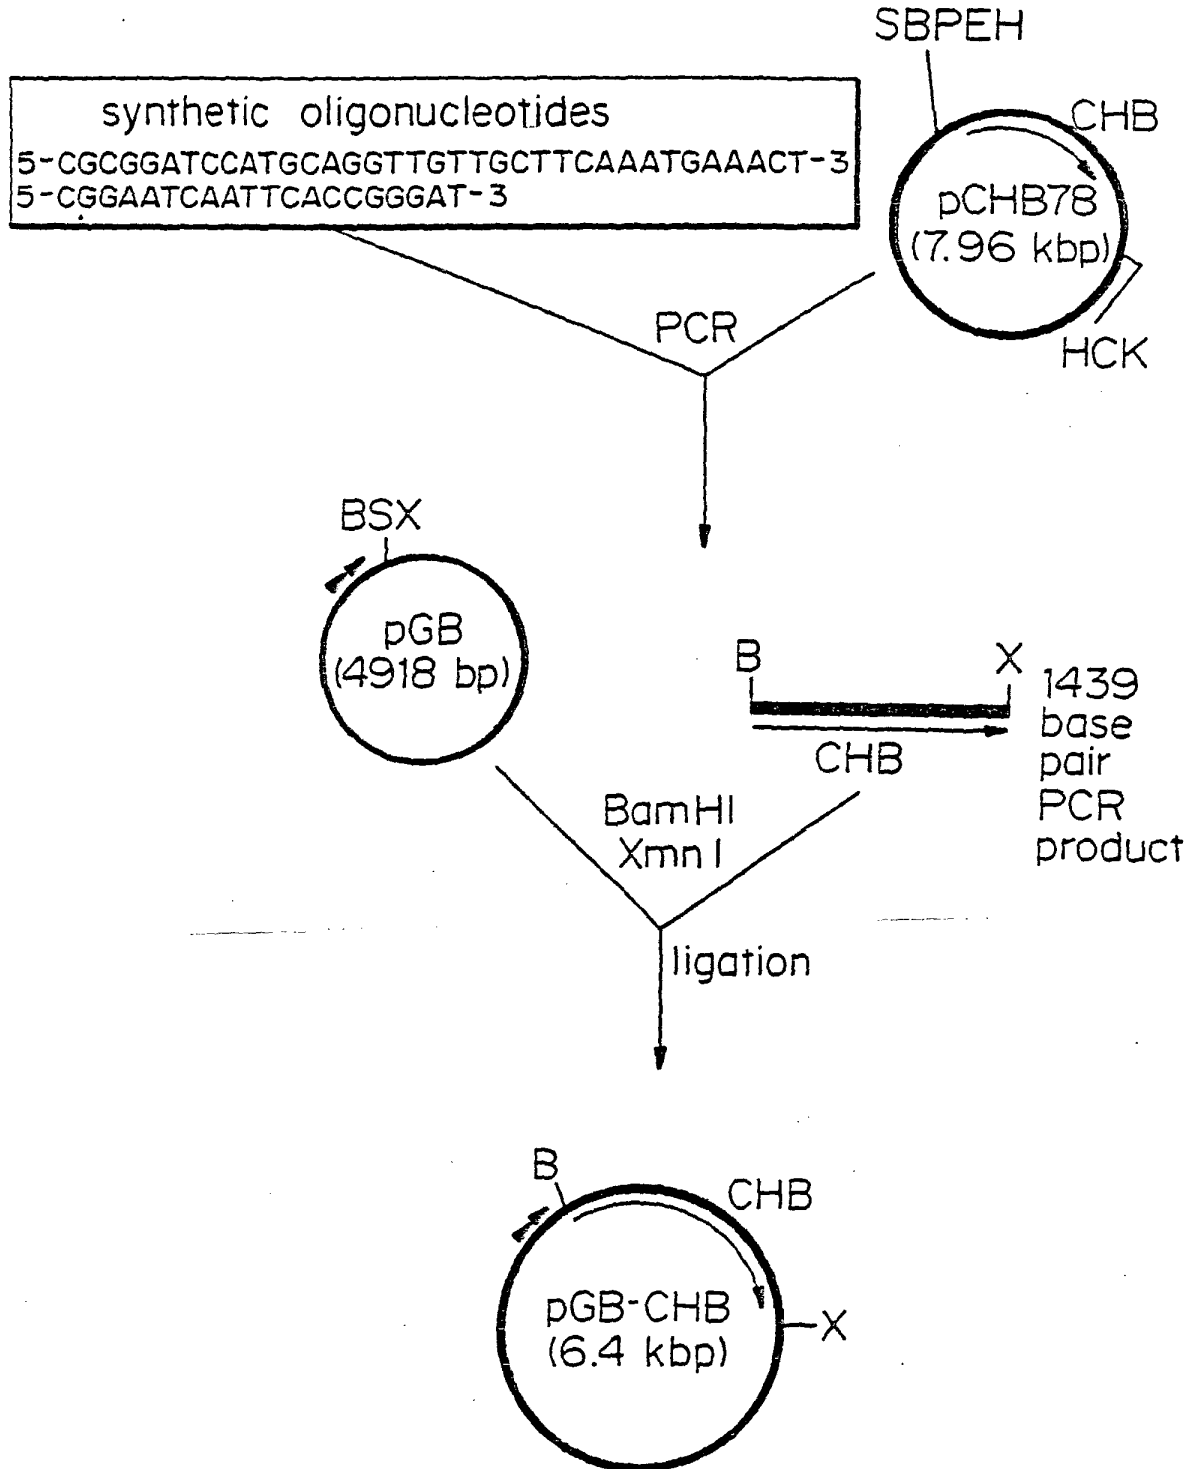 SBPEH
synthetic oligonucleotides
5-CGCGGATCCATGCAGGTTGTTGCTTCAAATGAAACT-3
5-CGGAATCAATTCACCGGGAT-3
CHB
pCHB78
(7.96 kbp)
PCR
HCK
BSX
pGB
(4918 bp)
B
X
CHB
1439
base
pair
PCR
product
BamHI
Xmn I
ligation
B
CHB
pGB-CHB
(6.4 kbp)
X